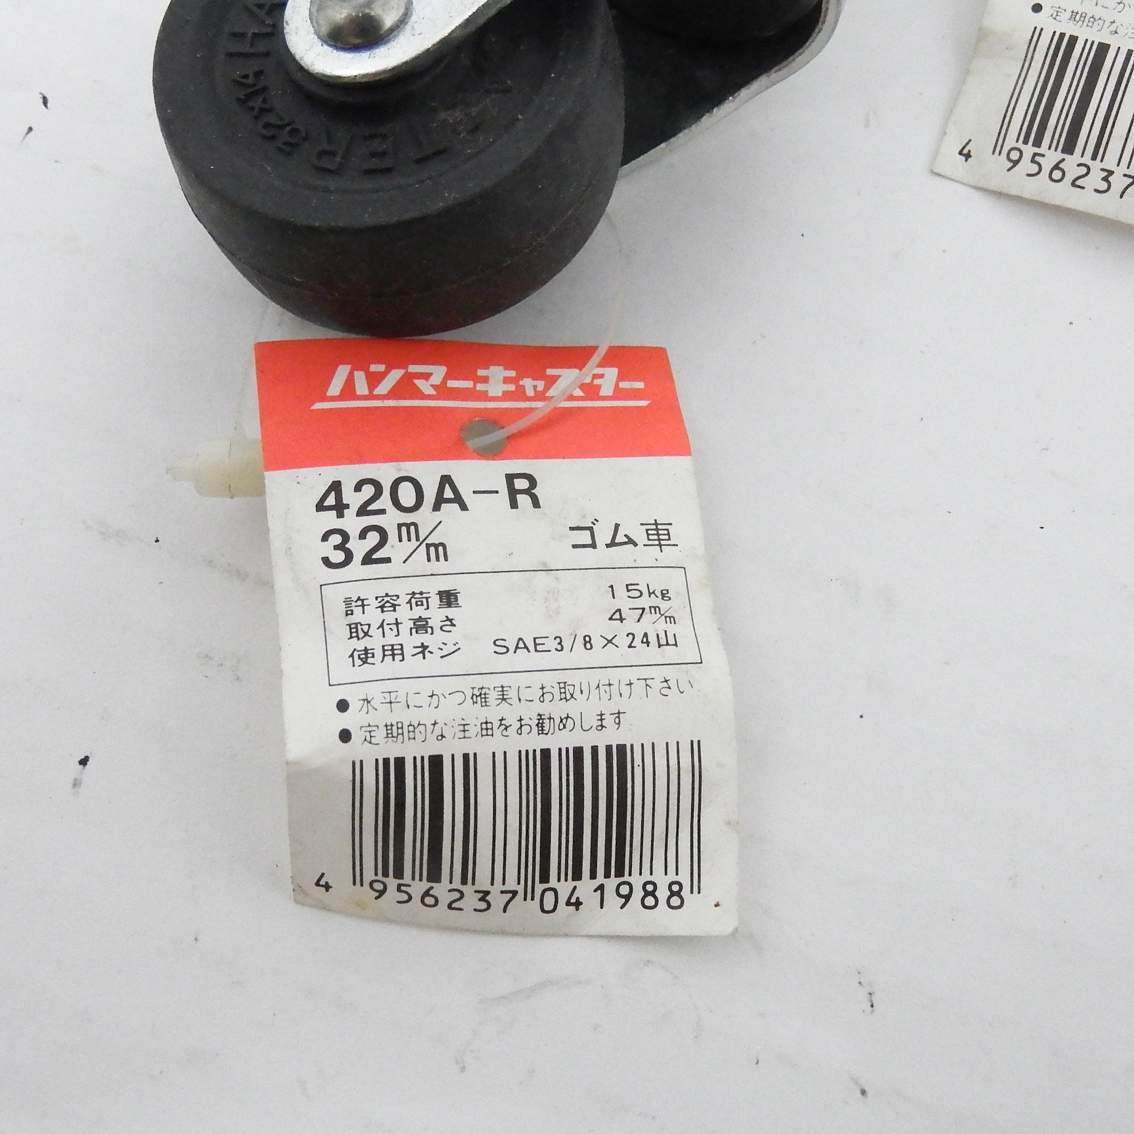 HA
TER 32x14
ハンマーキャスター
420A-R
32m/m ゴム車
許容荷重 15kg
取付高さ 47m/m
使用ネジ SAE3/8×24山
●水平にかつ確実にお取り付け下さい
●定期的な注油をお勧めします
4 956237 041988
●定期的な注
4 956237